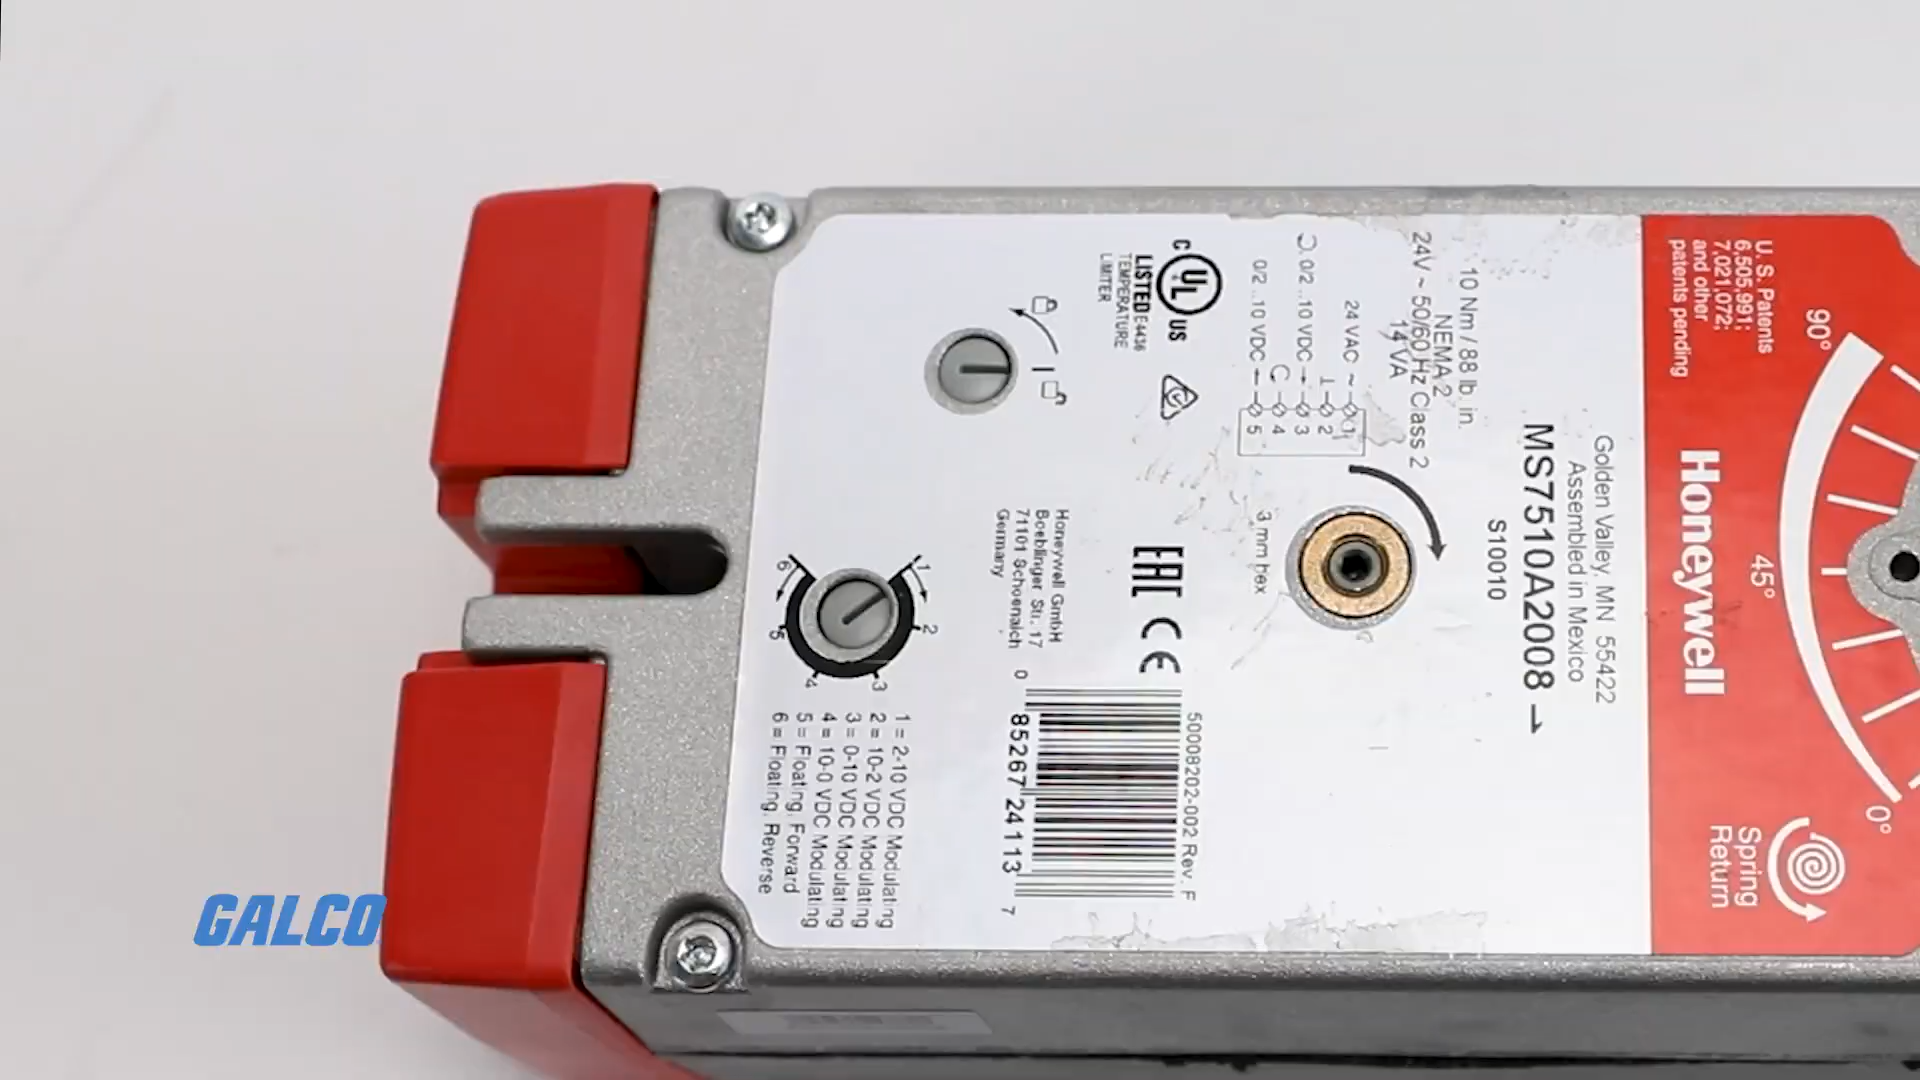 U. S. Patents
6,505,991;
7,021,072;
and other
patents pending
Honeywell
90°
45°
0°
Spring
Return
Golden Valley, MN 55422
Assembled in Mexico
MS7510A2008
S10010
10 Nm / 88 lb. in.
NEMA 2
24V ~ 50/60 Hz Class 2
14 VA
24 VAC ~ 1
2
0/2 ..10 VDC 3
4
0/2 ..10 VDC 5
3 mm hex
C UL US
LISTED E4436
TEMPERATURE
LIMITER
EAC CE
Honeywell GmbH
Boeblinger Str. 17
71101 Schoenaich
Germany
50008202-002 Rev. F
0 85267 24113 7
1
2
3
4
5
6
1 = 2-10 VDC Modulating
2 = 10-2 VDC Modulating
3 = 0-10 VDC Modulating
4 = 10-0 VDC Modulating
5 = Floating, Forward
6 = Floating, Reverse
GALCO